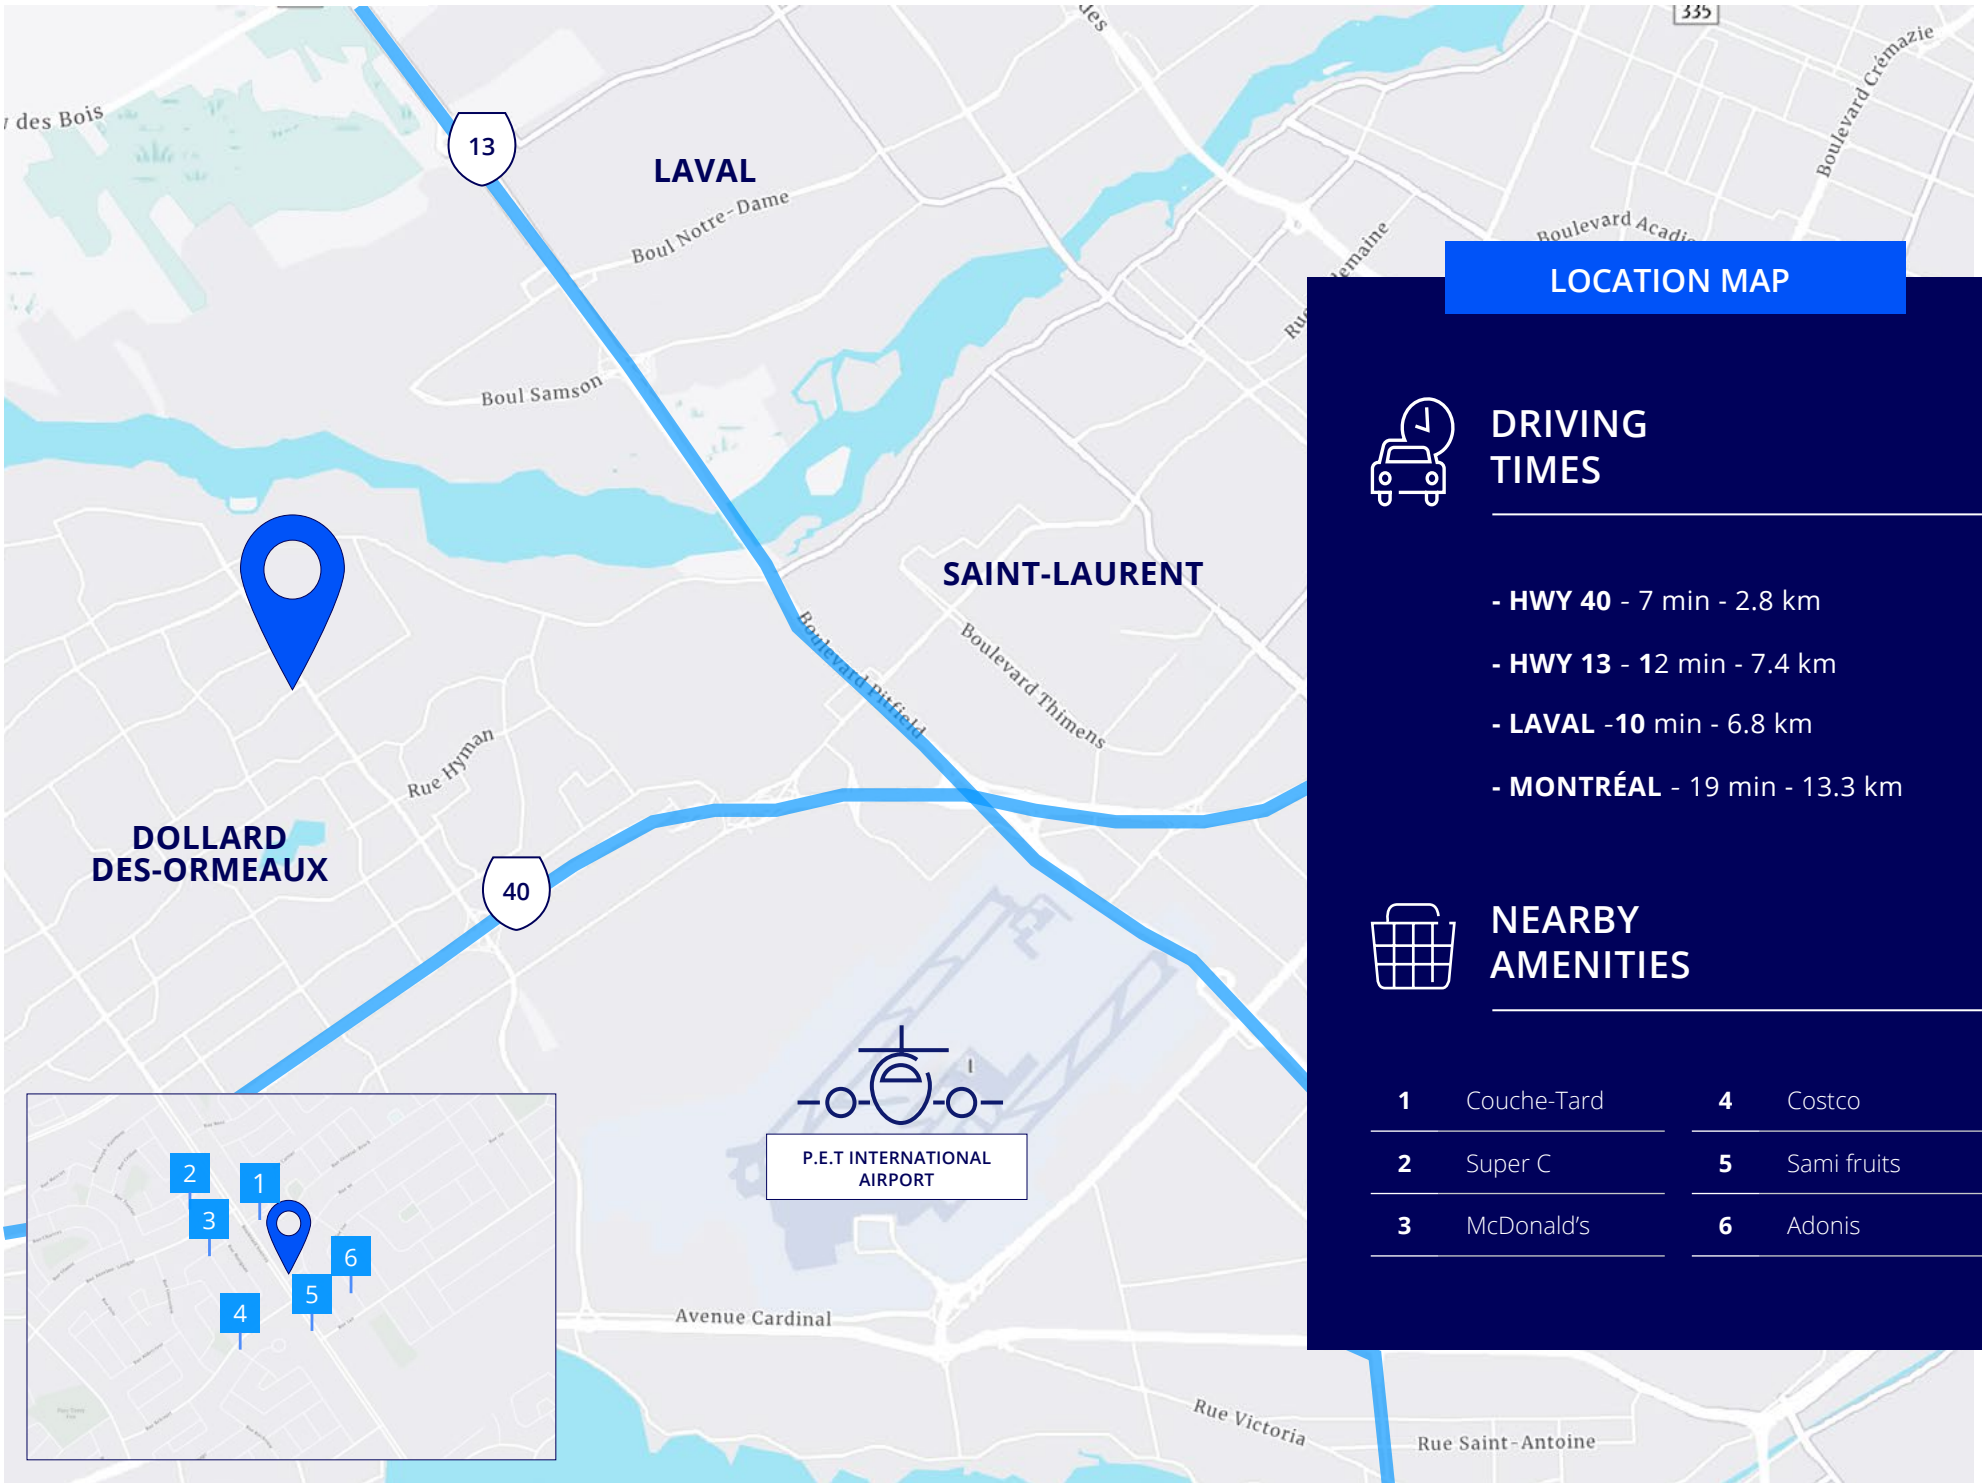 335
des
Boulevard Crémazie
des Bois
13
LAVAL
Boul Notre-Dame
Boulevard Acadie
LOCATION MAP
Boul Samson
DRIVING
TIMES
SAINT-LAURENT
- HWY 40 - 7 min - 2.8 km
Boulevard Pitfield
Boulevard Thimens
- HWY 13 - 12 min - 7.4 km
- LAVAL -10 min - 6.8 km
Rue Hyman
- MONTRÉAL - 19 min - 13.3 km
DOLLARD
DES-ORMEAUX
40
NEARBY
AMENITIES
1 Couche-Tard
2 Super C
3 McDonald's
4 Costco
5 Sami fruits
6 Adonis
P.E.T INTERNATIONAL
AIRPORT
2
1
3
6
5
4
Avenue Cardinal
Rue Victoria
Rue Saint-Antoine